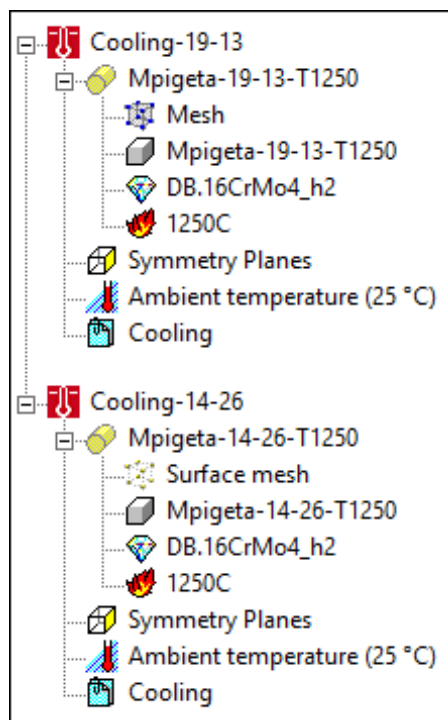 Cooling-19-13
Mpigeta-19-13-T1250
Mesh
Mpigeta-19-13-T1250
DB.16CrMo4_h2
1250C
Symmetry Planes
Ambient temperature (25 °C)
Cooling
Cooling-14-26
Mpigeta-14-26-T1250
Surface mesh
Mpigeta-14-26-T1250
DB.16CrMo4_h2
1250C
Symmetry Planes
Ambient temperature (25 °C)
Cooling